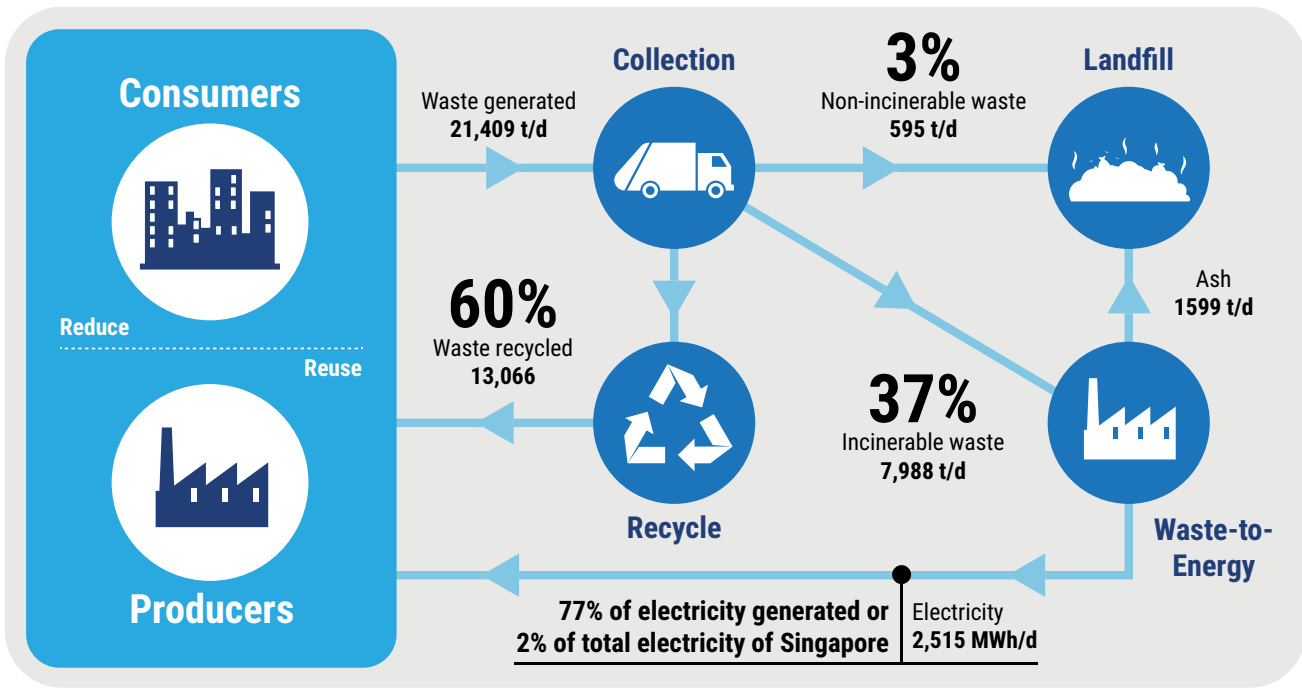 Consumers
Reduce
Reuse
Producers
Waste generated
21,409 t/d
Collection
3%
Non-incinerable waste
595 t/d
Landfill
60%
Waste recycled
13,066
Recycle
37%
Incinerable waste
7,988 t/d
Ash
1599 t/d
Waste-to-
Energy
77% of electricity generated or
2% of total electricity of Singapore
Electricity
2,515 MWh/d